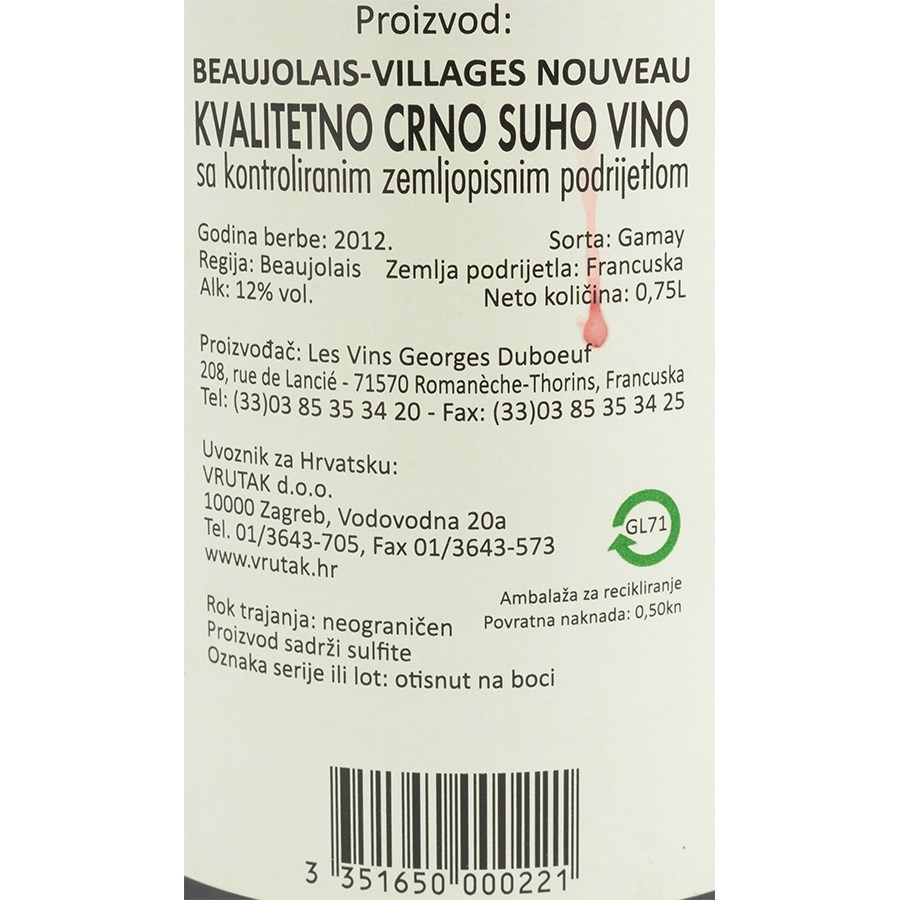 Proizvod:
BEAUJOLAIS-VILLAGES NOUVEAU
KVALITETNO CRNO SUHO VINO
sa kontroliranim zemljopisnim podrijetlom
Godina berbe: 2012. Sorta: Gamay
Regija: Beaujolais Zemlja podrijetla: Francuska
Alk: 12% vol. Neto količina: 0,75L
Proizvođač: Les Vins Georges Duboeuf
208, rue de Lancié - 71570 Romanèche-Thorins, Francuska
Tel: (33)03 85 35 34 20 - Fax: (33)03 85 35 34 25
Uvoznik za Hrvatsku:
VRUTAK d.o.o.
10000 Zagreb, Vodovodna 20a
Tel. 01/3643-705, Fax 01/3643-573
www.vrutak.hr
GL71
Ambalaža za recikliranje
Povratna naknada: 0,50kn
Rok trajanja: neograničen
Proizvod sadrži sulfite
Oznaka serije ili lot: otisnut na boci
3 351650 000221